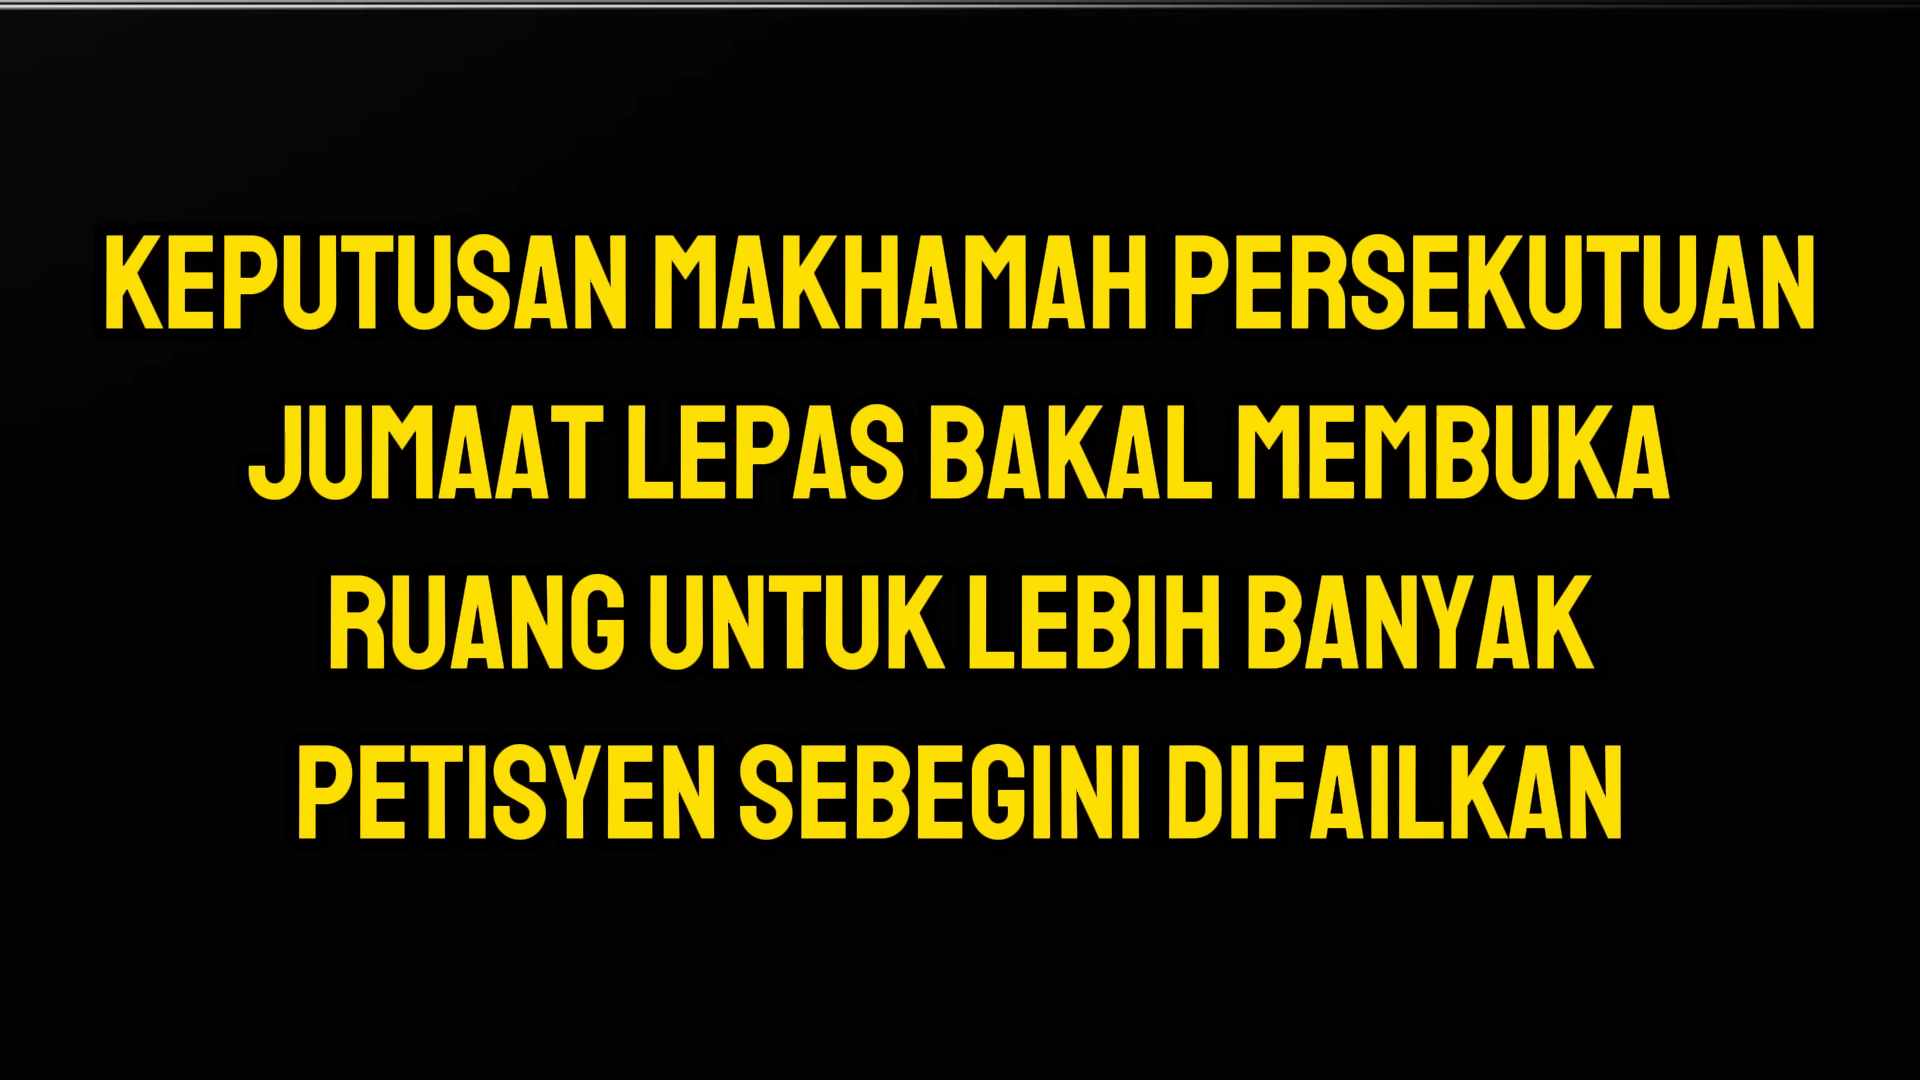 KEPUTUSAN MAKHAMAH PERSEKUTUAN
JUMAAT LEPAS BAKAL MEMBUKA
RUANG UNTUK LEBIH BANYAK
PETISYEN SEBEGINI DIFAILKAN